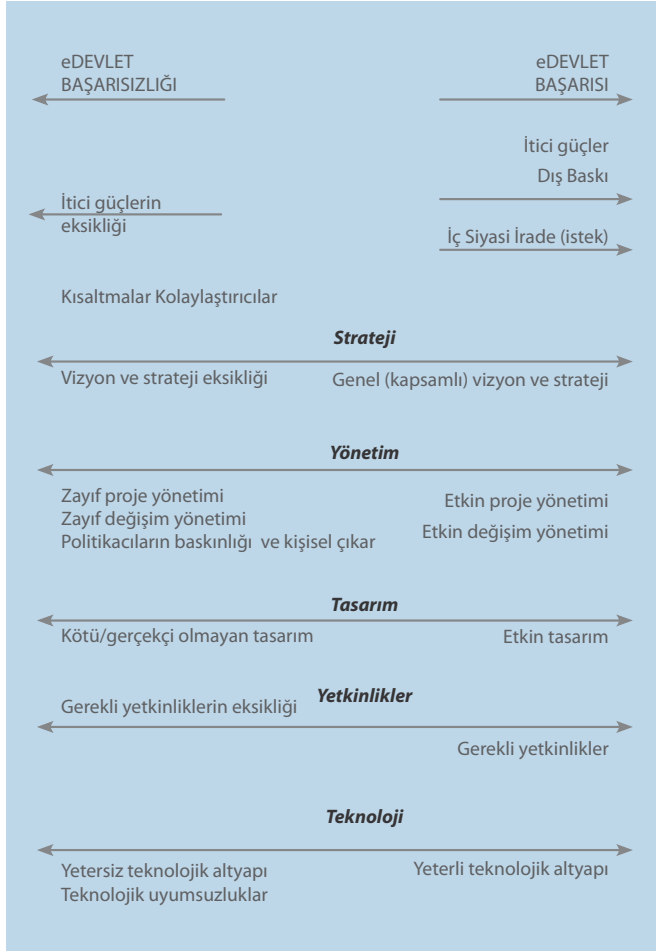 eDEVLET
BAŞARISIZLIĞI
eDEVLET
BAŞARISI
İtici güçler
Dış Baskı
İtici güçlerin
eksikliği
İç Siyasi İrade (istek)
Kısaltmalar Kolaylaştırıcılar
Strateji
Vizyon ve strateji eksikliği
Genel (kapsamlı) vizyon ve strateji
Yönetim
Zayıf proje yönetimi
Zayıf değişim yönetimi
Politikacıların baskınlığı ve kişisel çıkar
Etkin proje yönetimi
Etkin değişim yönetimi
Tasarım
Kötü/gerçekçi olmayan tasarım
Etkin tasarım
Yetkinlikler
Gerekli yetkinliklerin eksikliği
Gerekli yetkinlikler
Teknoloji
Yetersiz teknolojik altyapı
Teknolojik uyumsuzluklar
Yeterli teknolojik altyapı